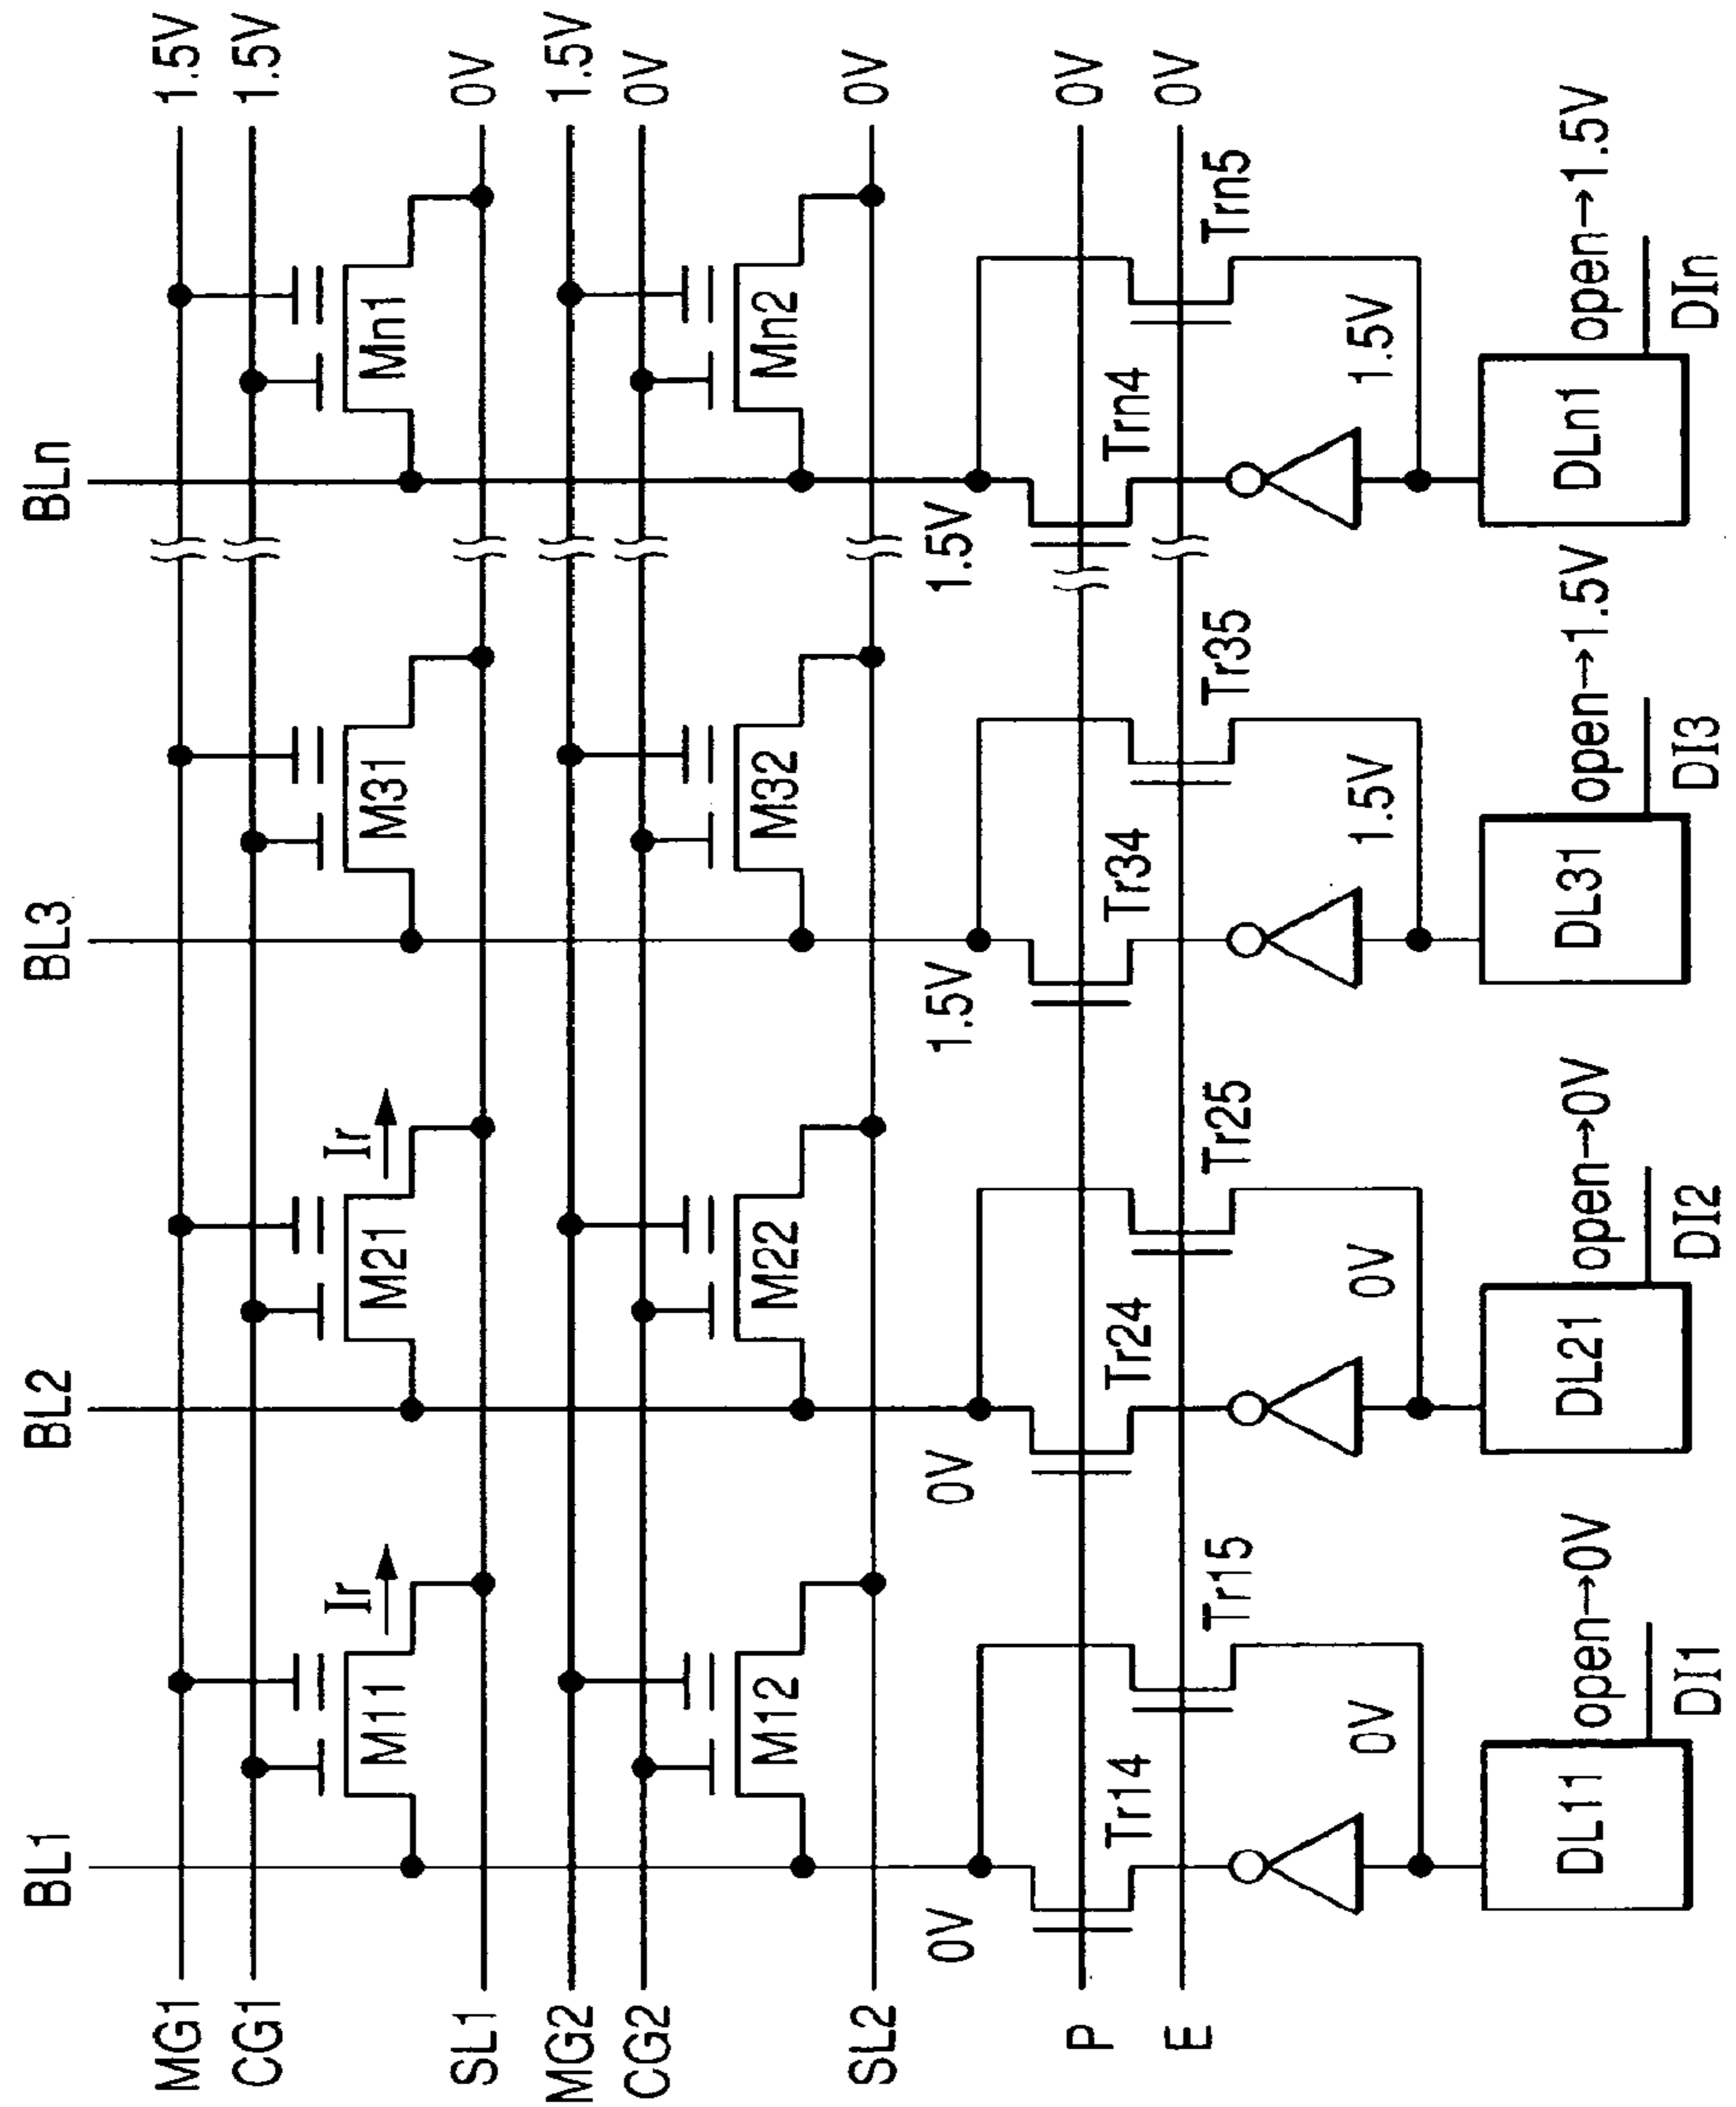 BL1
BL2
BL3
BLn
MG1
1.5V
CG1
1.5V
Ir
Ir
M11
M21
M31
Mn1
SL1
0V
MG2
1.5V
CG2
0V
M12
M22
M32
Mn2
SL2
0V
0V
0V
1.5V
1.5V
P
0V
Tr14
Tr24
Tr34
Trn4
E
0V
Tr15
Tr25
Tr35
Trn5
0V
0V
1.5V
1.5V
DL11
open→0V
DL21
open→0V
DL31
open→1.5V
DLn1
open→1.5V
DI1
DI2
DI3
DIn